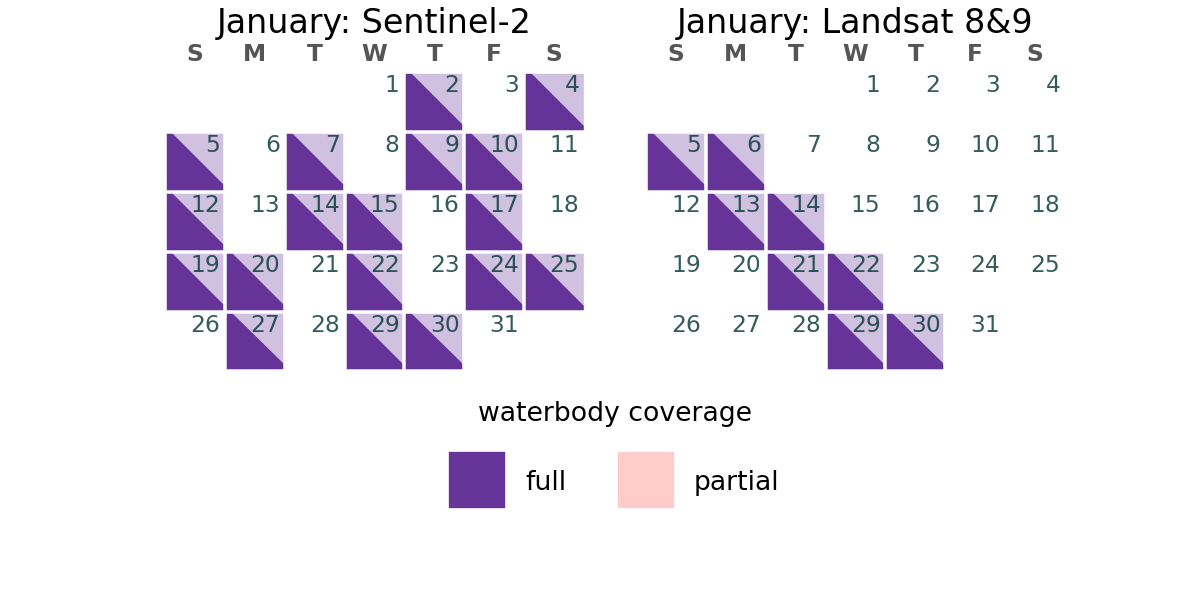 January: Sentinel-2
S M T W T F S
1 2 3 4
5 6 7 8 9 10 11
12 13 14 15 16 17 18
19 20 21 22 23 24 25
26 27 28 29 30 31
January: Landsat 8&9
S M T W T F S
1 2 3 4
5 6 7 8 9 10 11
12 13 14 15 16 17 18
19 20 21 22 23 24 25
26 27 28 29 30 31
waterbody coverage
full
partial